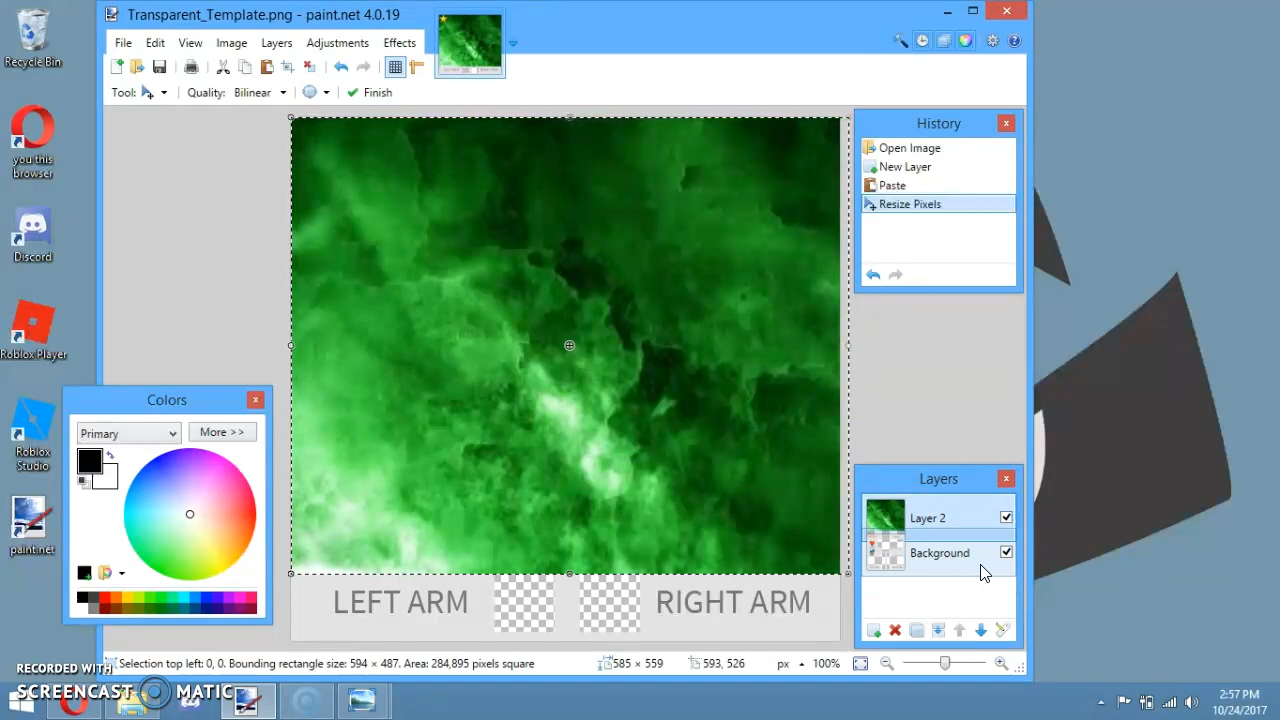 Recycle Bin
you this
browser
Discord
Roblox Player
Roblox
Studio
paint.net
Transparent_Template.png - paint.net 4.0.19
File Edit View Image Layers Adjustments Effects
Tool: Quality: Bilinear Finish
History
Open Image
New Layer
Paste
Resize Pixels
Colors
Primary
More >>
Layers
Layer 2
Background
LEFT ARM
RIGHT ARM
Selection top left: 0, 0. Bounding rectangle size: 594 × 487. Area: 284,895 pixels square
585 × 559
593, 526
px
100%
RECORDED WITH
SCREENCAST MATIC
2:57 PM
10/24/2017